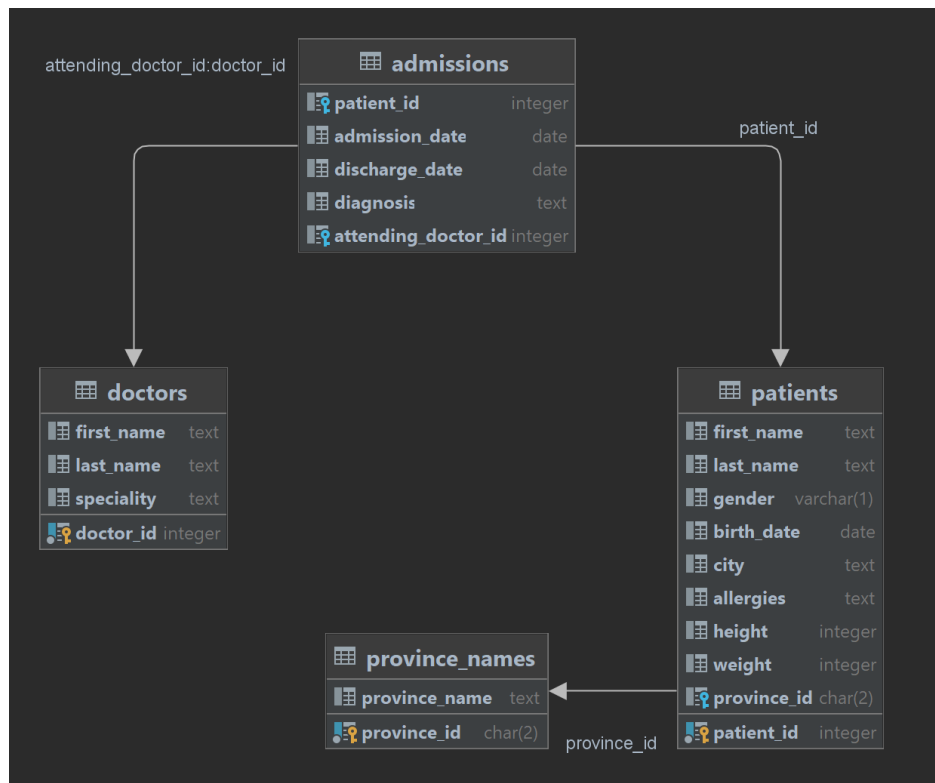 attending_doctor_id:doctor_id
admissions
patient_id integer
admission_date date
discharge_date date
diagnosis text
attending_doctor_id integer
patient_id
doctors
first_name text
last_name text
speciality text
doctor_id integer
patients
first_name text
last_name text
gender varchar(1)
birth_date date
city text
allergies text
height integer
weight integer
province_id char(2)
patient_id integer
province_names
province_name text
province_id char(2)
province_id